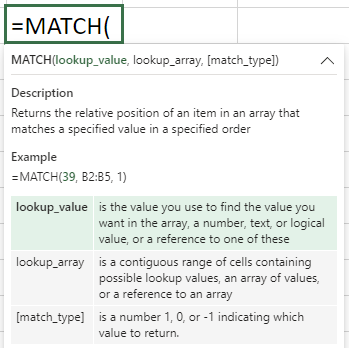 =MATCH(
MATCH(lookup_value, lookup_array, [match_type])
Description
Returns the relative position of an item in an array that
matches a specified value in a specified order
Example
=MATCH(39, B2:B5, 1)
lookup_value is the value you use to find the value you
want in the array, a number, text, or logical
value, or a reference to one of these
lookup_array is a contiguous range of cells containing
possible lookup values, an array of values,
or a reference to an array
[match_type] is a number 1, 0, or -1 indicating which
value to return.